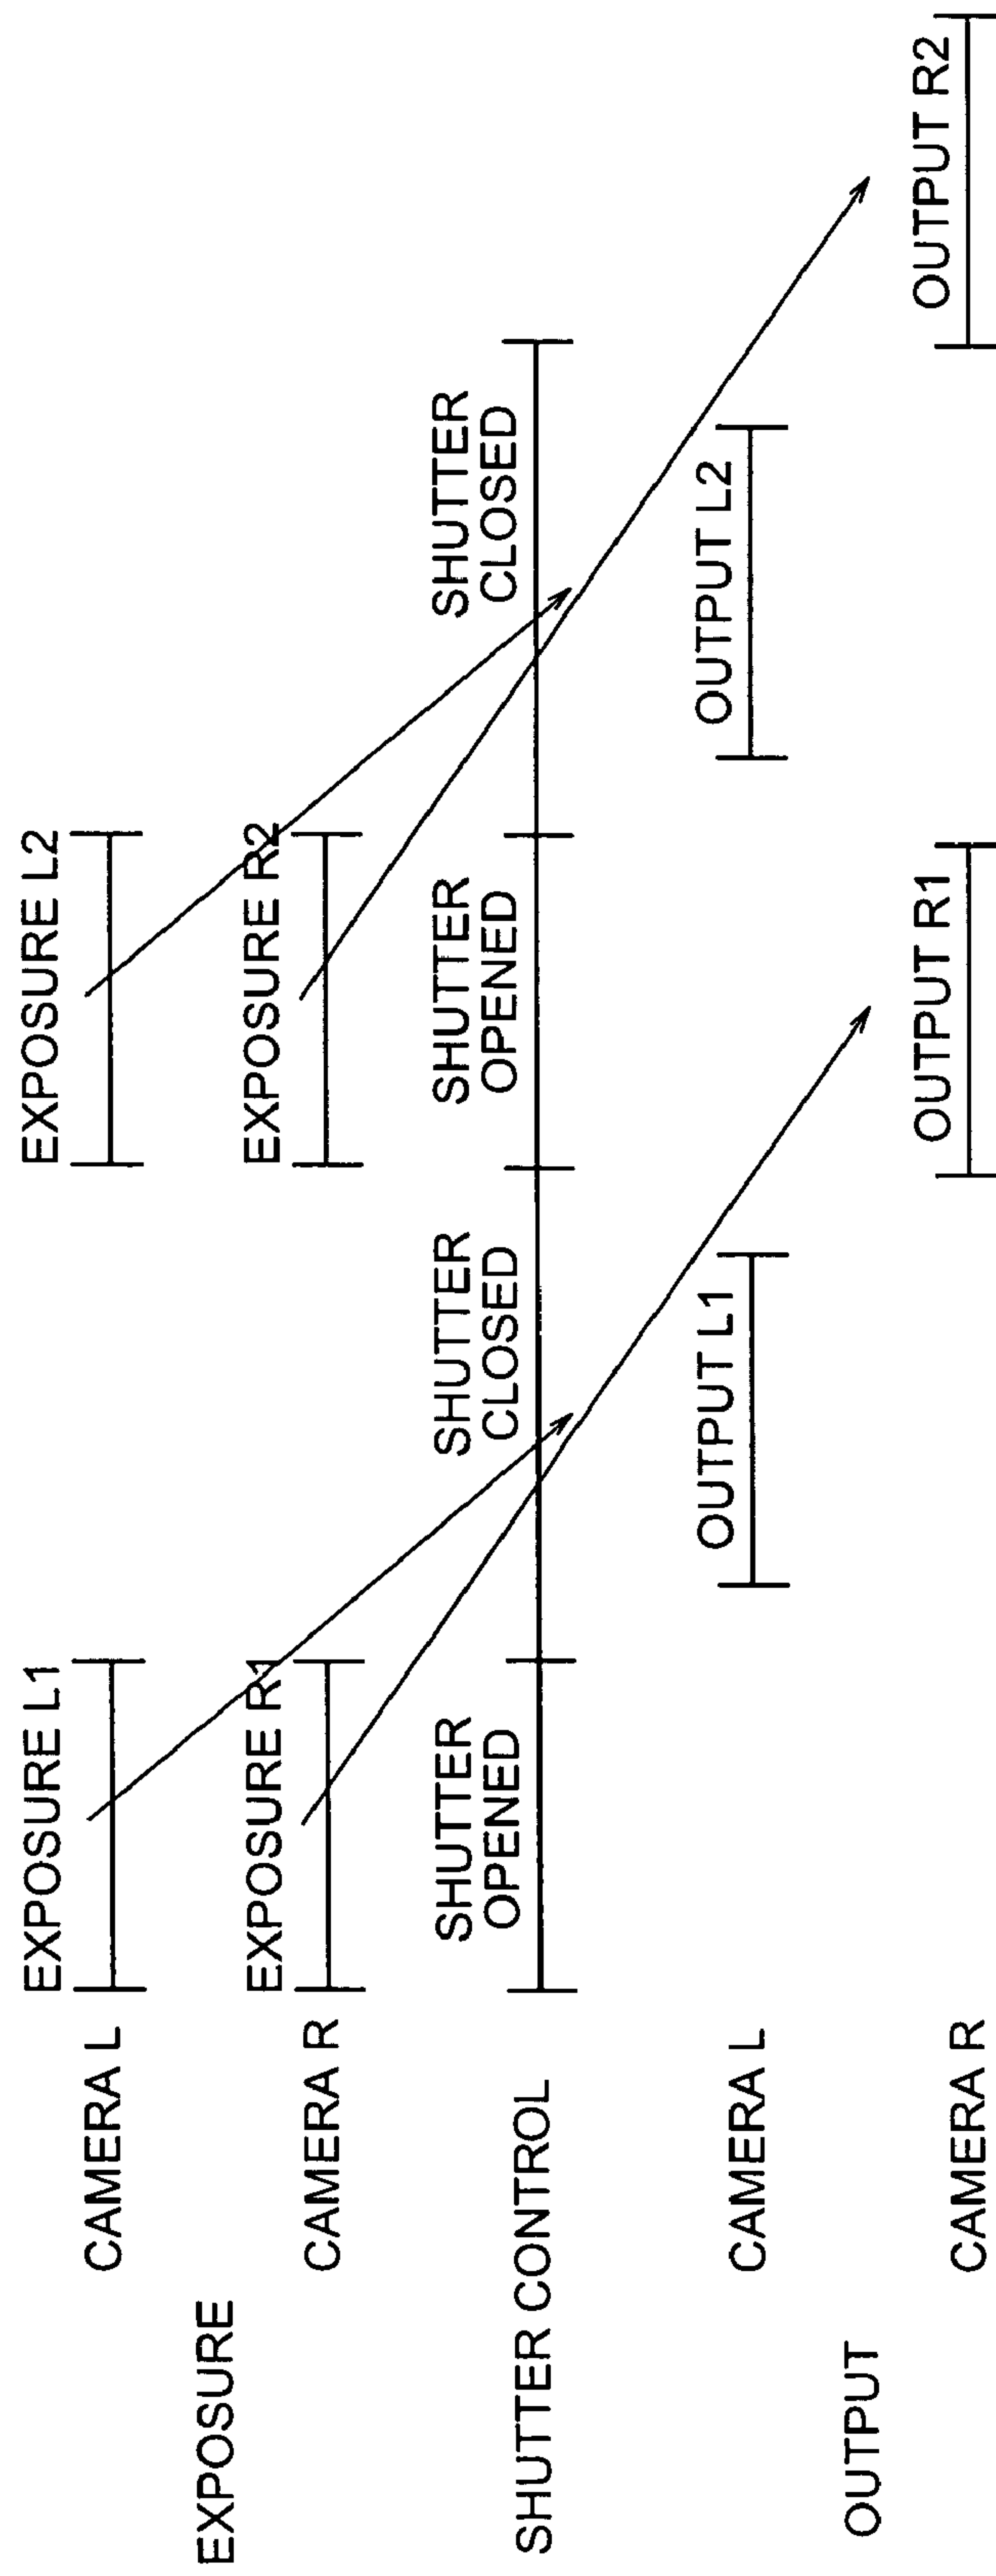 EXPOSURE
CAMERA L
EXPOSURE L1
EXPOSURE L2
CAMERA R
EXPOSURE R1
EXPOSURE R2
SHUTTER CONTROL
SHUTTER
OPENED
SHUTTER
CLOSED
SHUTTER
OPENED
SHUTTER
CLOSED
OUTPUT
CAMERA L
OUTPUT L1
OUTPUT L2
CAMERA R
OUTPUT R1
OUTPUT R2